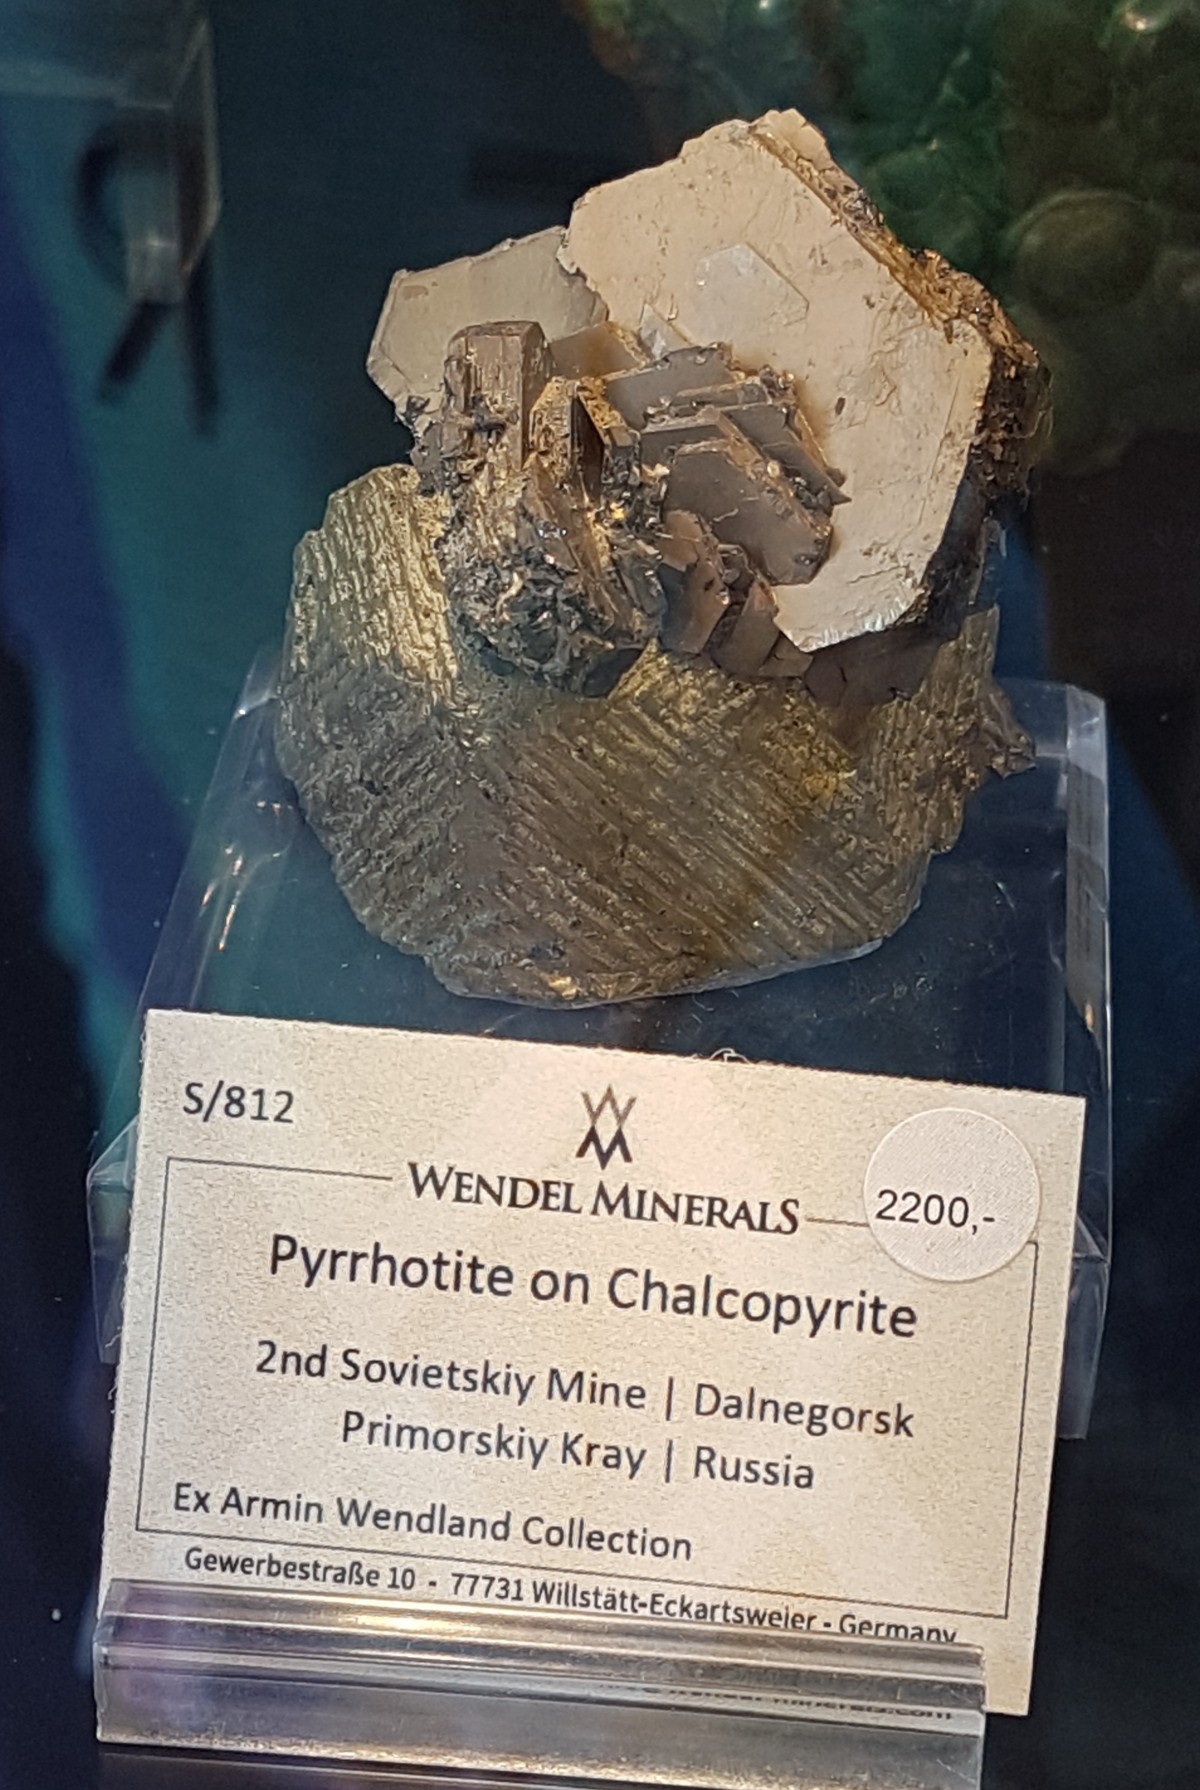 S/812
WENDEL MINERALS
2200,-
Pyrrhotite on Chalcopyrite
2nd Sovietskiy Mine | Dalnegorsk
Primorskiy Kray | Russia
Ex Armin Wendland Collection
Gewerbestraße 10 - 77731 Willstätt-Eckartsweier - Germany